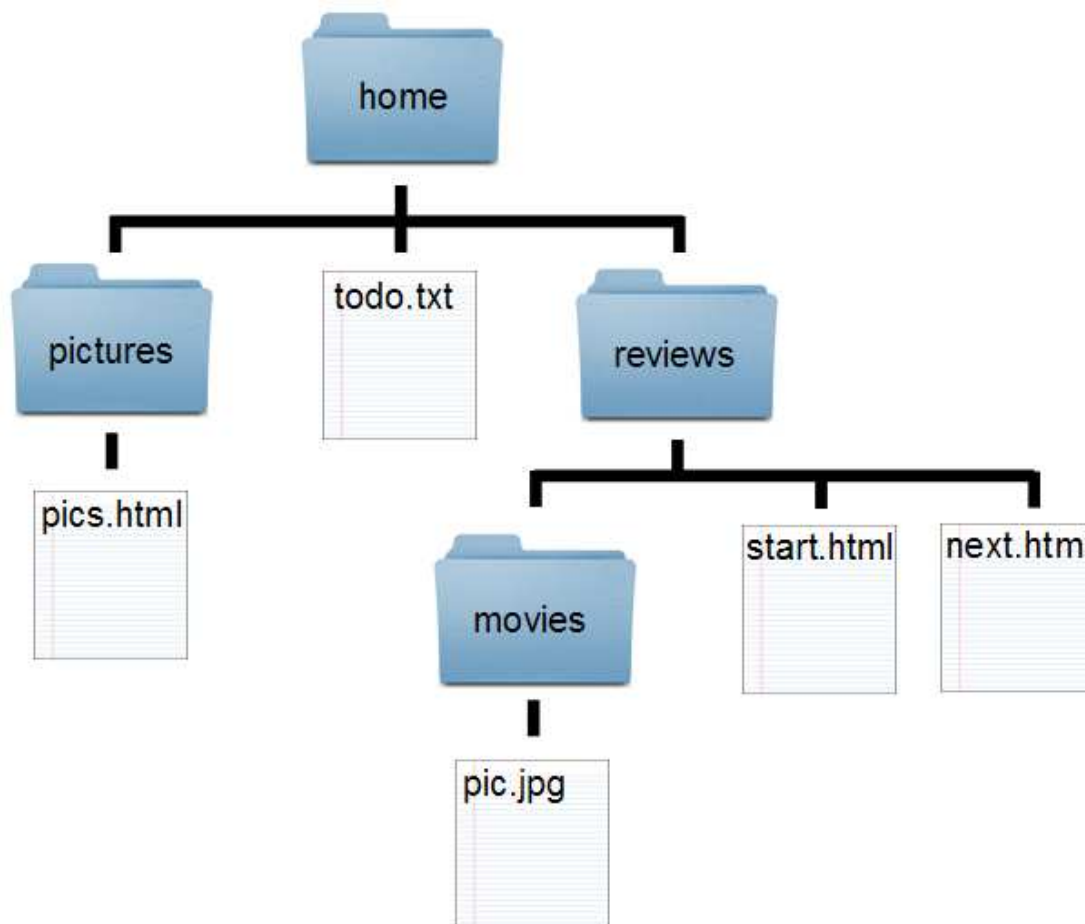 home
pictures
todo.txt
reviews
pics.html
movies
start.html
next.htm
pic.jpg